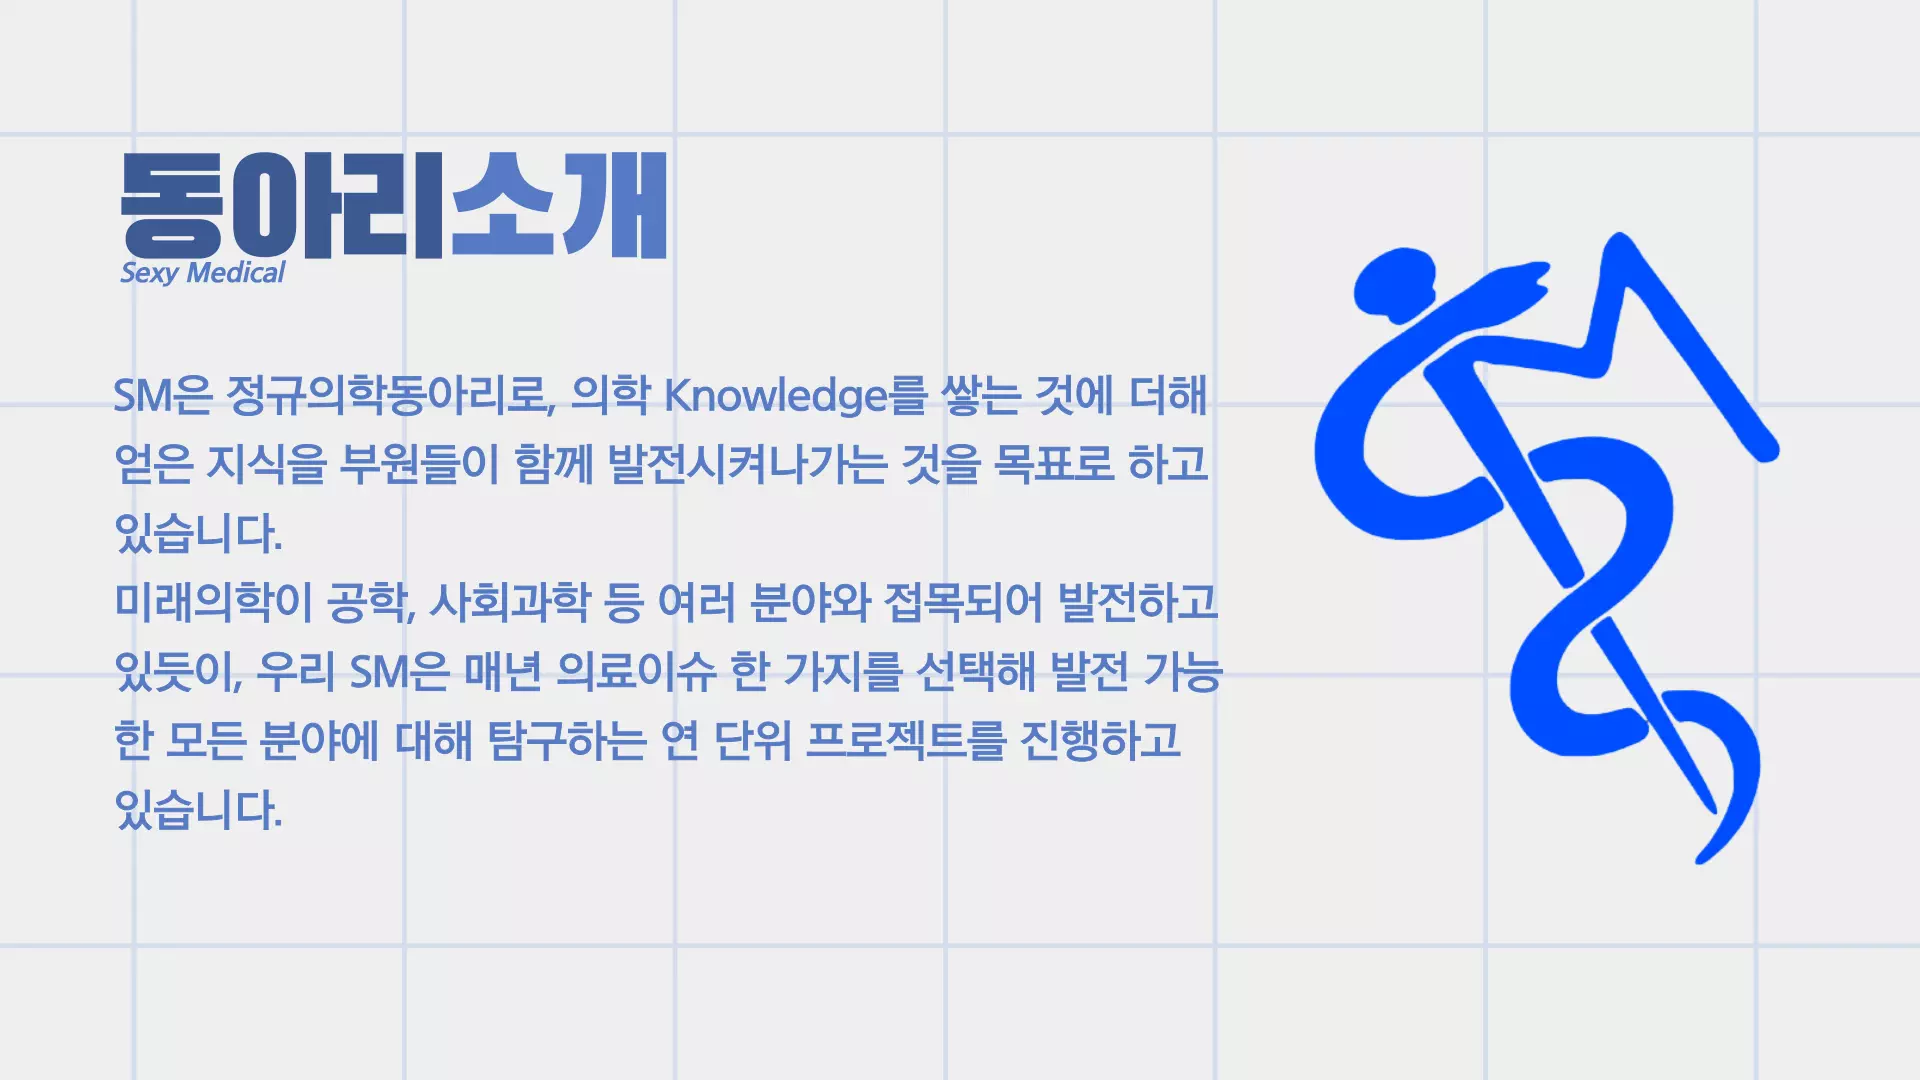 동아리소개
Sexy Medical
SM은 정규의학동아리로, 의학 Knowledge를 쌓는 것에 더해
얻은 지식을 부원들이 함께 발전시켜나가는 것을 목표로 하고
있습니다.
미래의학이 공학, 사회과학 등 여러 분야와 접목되어 발전하고
있듯이, 우리 SM은 매년 의료이슈 한 가지를 선택해 발전 가능
한 모든 분야에 대해 탐구하는 연 단위 프로젝트를 진행하고
있습니다.